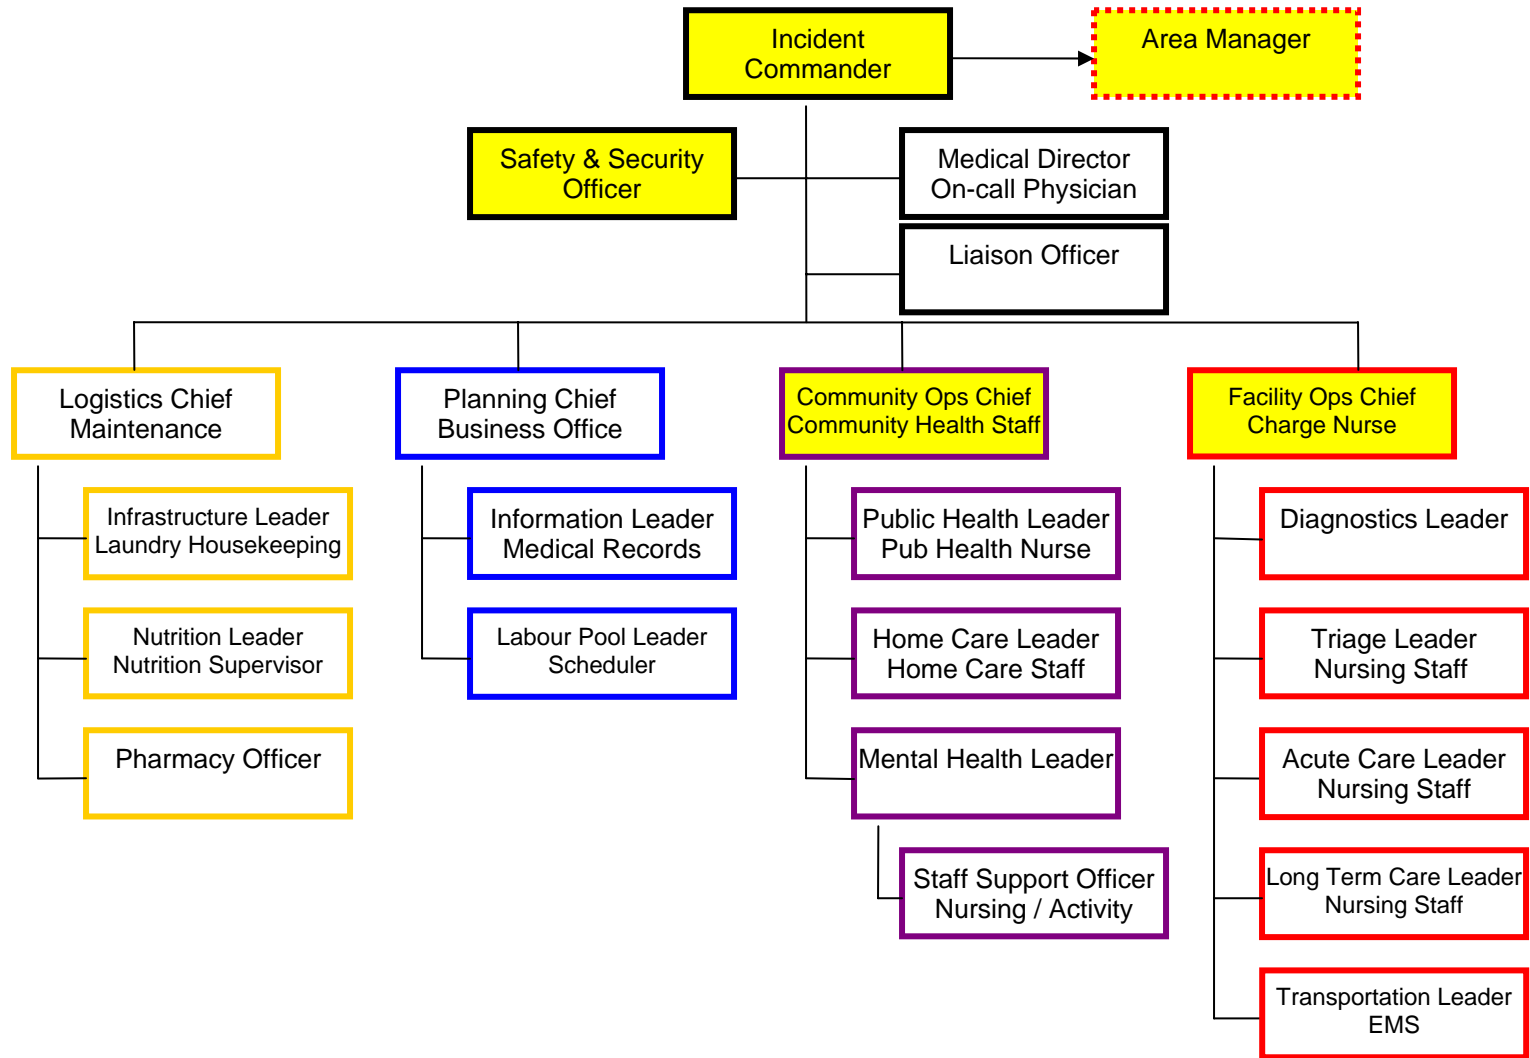 Incident
Commander
Area Manager
Safety & Security
Officer
Medical Director
On-call Physician
Liaison Officer
Logistics Chief
Maintenance
Planning Chief
Business Office
Community Ops Chief
Community Health Staff
Facility Ops Chief
Charge Nurse
Infrastructure Leader
Laundry Housekeeping
Nutrition Leader
Nutrition Supervisor
Pharmacy Officer
Information Leader
Medical Records
Labour Pool Leader
Scheduler
Public Health Leader
Pub Health Nurse
Home Care Leader
Home Care Staff
Mental Health Leader
Staff Support Officer
Nursing / Activity
Diagnostics Leader
Triage Leader
Nursing Staff
Acute Care Leader
Nursing Staff
Long Term Care Leader
Nursing Staff
Transportation Leader
EMS